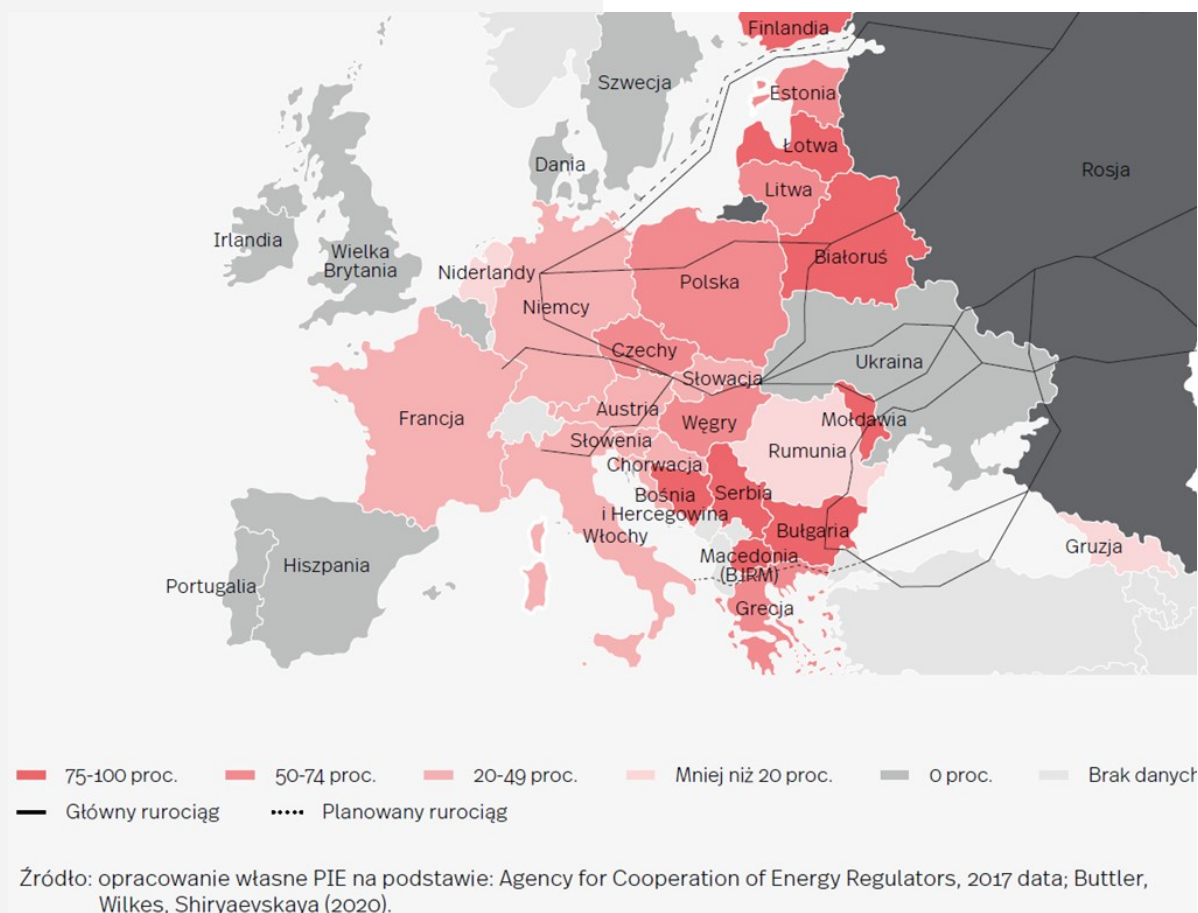 Finlandia
Szwecja
Estonia
Łotwa
Dania
Rosja
Litwa
Irlandia
Wielka
Brytania
Białoruś
Niderlandy
Polska
Niemcy
Czechy
Ukraina
Słowacja
Francja
Austria
Węgry
Mołdawia
Słowenia
Rumunia
Chorwacja
Bośnia
i Hercegowina
Serbia
Włochy
Bułgaria
Gruzja
Macedonia
(BJRM)
Hiszpania
Portugalia
Grecja
75-100 proc.
50-74 proc.
20-49 proc.
Mniej niż 20 proc.
0 proc.
Brak danych
Główny rurociąg
Planowany rurociąg
Źródło: opracowanie własne PIE na podstawie: Agency for Cooperation of Energy Regulators, 2017 data; Buttler,
Wilkes, Shiryaevskaya (2020).